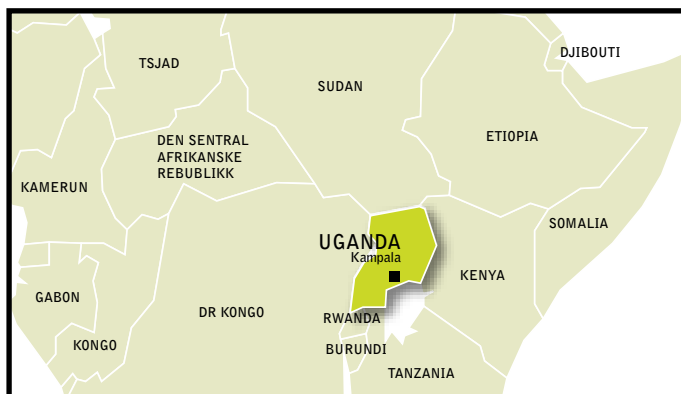 DJIBOUTI
TSJAD
SUDAN
ETIOPIA
DEN SENTRAL
AFRIKANSKE
REBUBLIKK
KAMERUN
SOMALIA
UGANDA
Kampala
KENYA
GABON
DR KONGO
RWANDA
KONGO
BURUNDI
TANZANIA